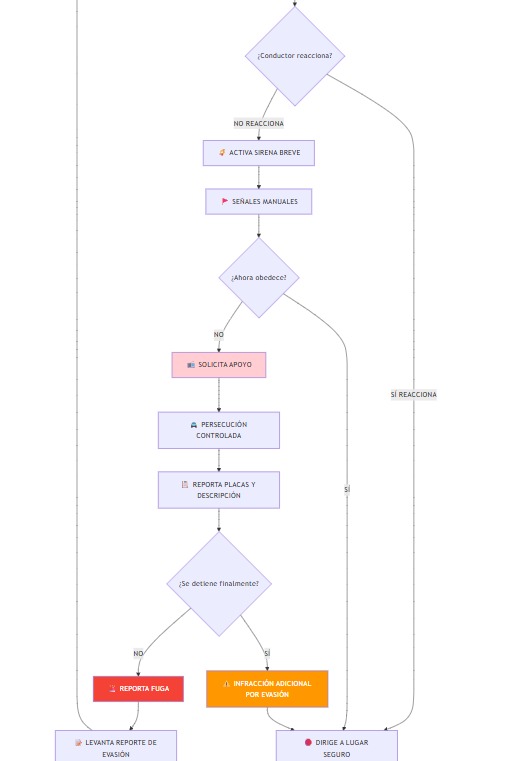 ¿Conductor reacciona?
NO REACCIONA
ACTIVA SIRENA BREVE
SEÑALES MANUALES
¿Ahora obedece?
NO
SOLICITA APOYO
SÍ REACCIONA
PERSECUCIÓN
CONTROLADA
REPORTA PLACAS Y
DESCRIPCIÓN
SÍ
¿Se detiene finalmente?
NO
SÍ
REPORTA FUGA
INFRACCIÓN ADICIONAL
POR EVASIÓN
LEVANTA REPORTE DE
EVASIÓN
DIRIGE A LUGAR
SEGURO